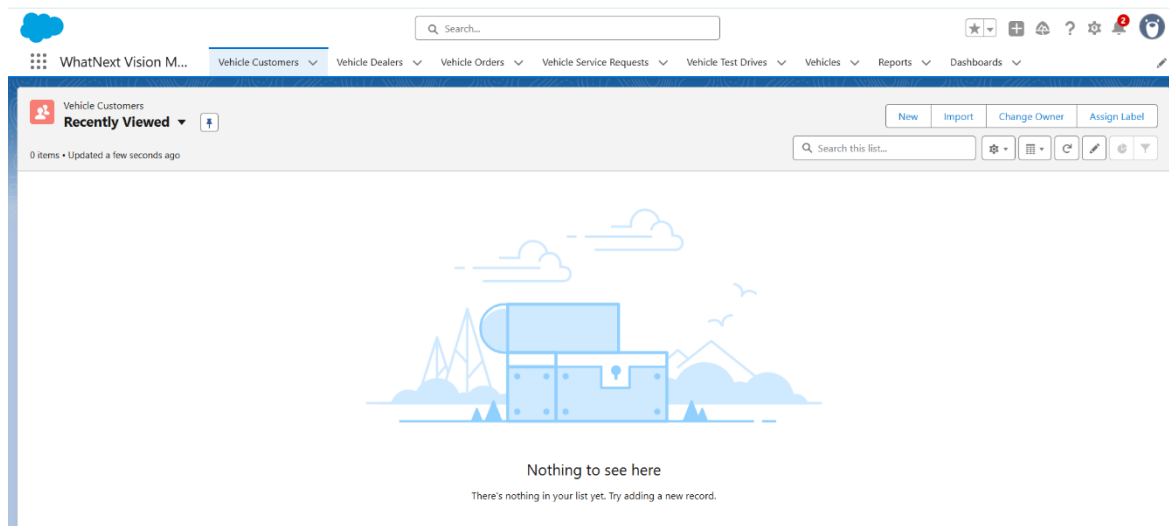 Search...
2
WhatNext Vision M...
Vehicle Customers
Vehicle Dealers
Vehicle Orders
Vehicle Service Requests
Vehicle Test Drives
Vehicles
Reports
Dashboards
Vehicle Customers
Recently Viewed
New
Import
Change Owner
Assign Label
0 items • Updated a few seconds ago
Search this list...
Nothing to see here
There's nothing in your list yet. Try adding a new record.